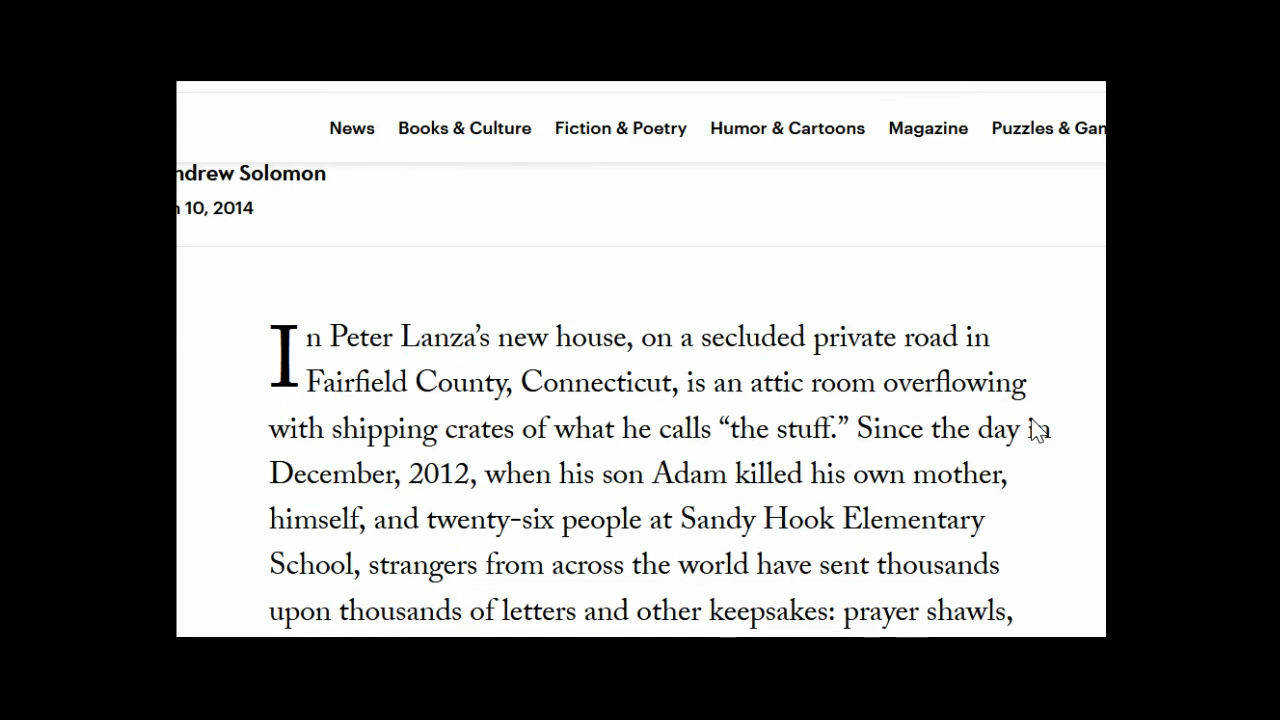 News Books & Culture Fiction & Poetry Humor & Cartoons Magazine Puzzles & Gam
ndrew Solomon
h 10, 2014
In Peter Lanza’s new house, on a secluded private road in
Fairfield County, Connecticut, is an attic room overflowing
with shipping crates of what he calls “the stuff.” Since the day in
December, 2012, when his son Adam killed his own mother,
himself, and twenty-six people at Sandy Hook Elementary
School, strangers from across the world have sent thousands
upon thousands of letters and other keepsakes: prayer shawls,